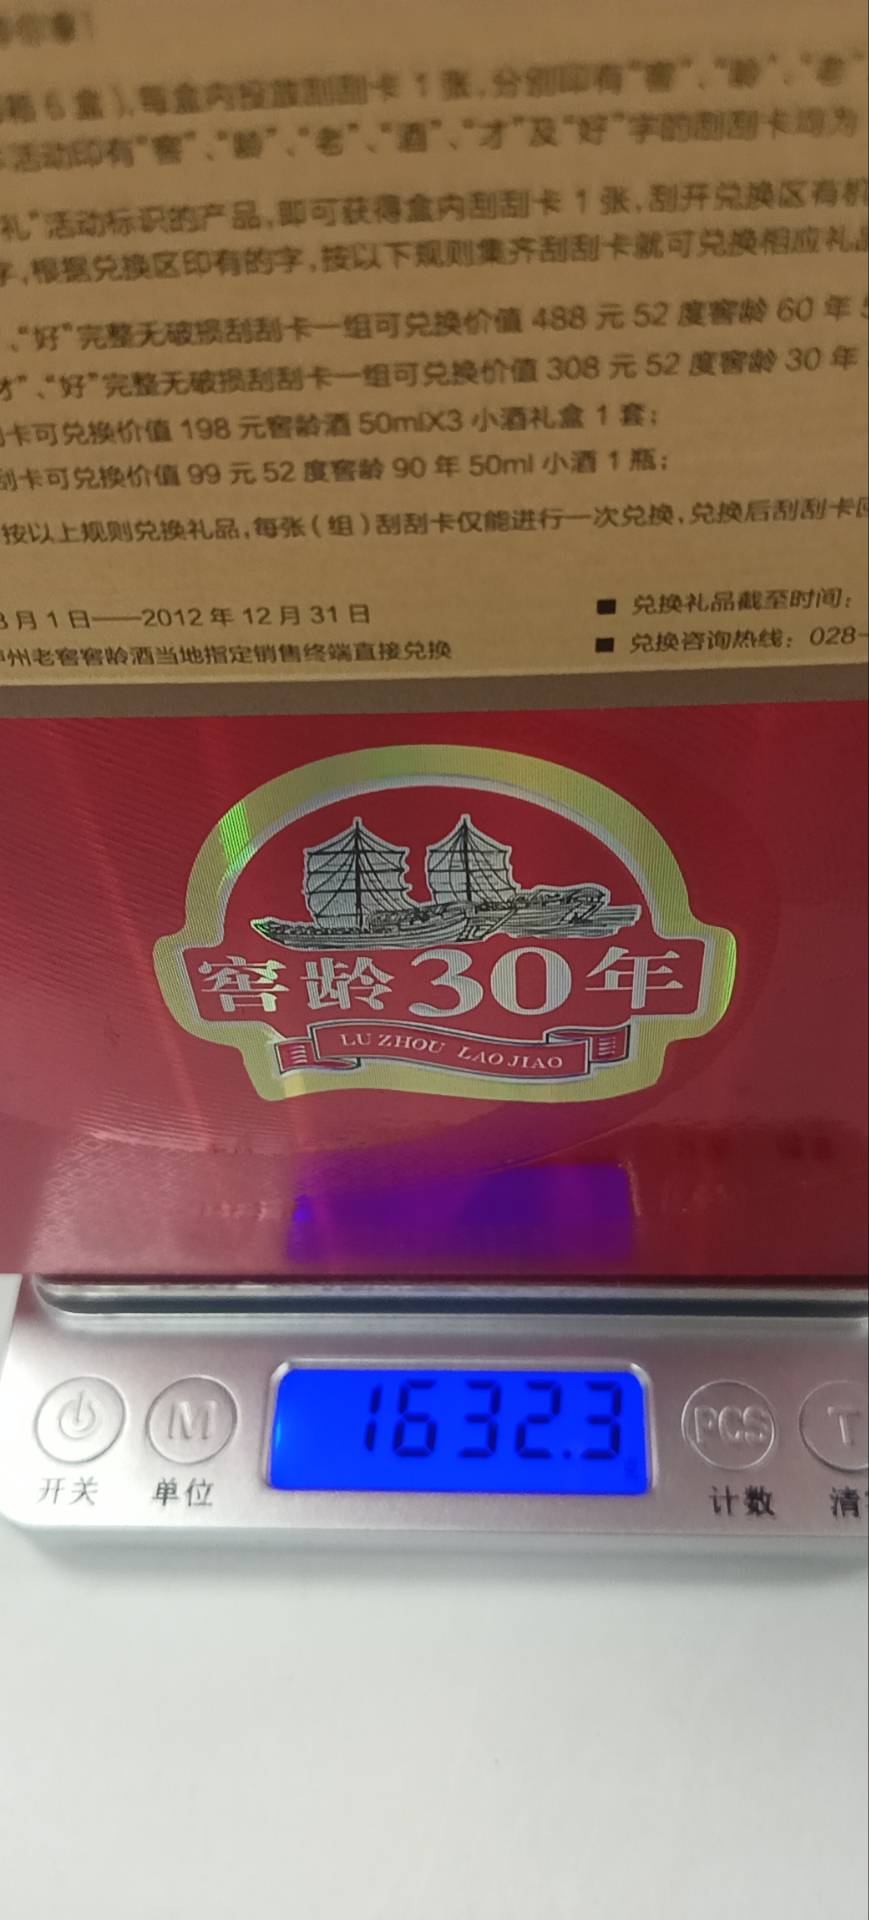 箱6盒),每盒内投放刮刮卡1张,分别印有“窖”、“龄”、“老”
活动印有“窖”、“龄”、“老”、“酒”、“才”及“好”字的刮刮卡均为
礼”活动标识的产品,即可获得盒内刮刮卡1张,刮开兑换区有机
字,根据兑换区印有的字,按以下规则集齐刮刮卡就可兑换相应礼品
、“好”完整无破损刮刮卡一组可兑换价值488元52度窖龄60年5
才”、“好”完整无破损刮刮卡一组可兑换价值308元52度窖龄30年
卡可兑换价值198元窖龄酒50mlX3小酒礼盒1套;
刮卡可兑换价值99元52度窖龄90年50ml小酒1瓶;
按以上规则兑换礼品,每张(组)刮刮卡仅能进行一次兑换,兑换后刮刮卡回
月1日——2012年12月31日
■ 兑换礼品截至时间:
州老窖窖龄酒当地指定销售终端直接兑换
■ 兑换咨询热线: 028-
窖龄30年
LU ZHOU LAO JIAO
1632.3
M
PCS
T
开关
单位
计数
清